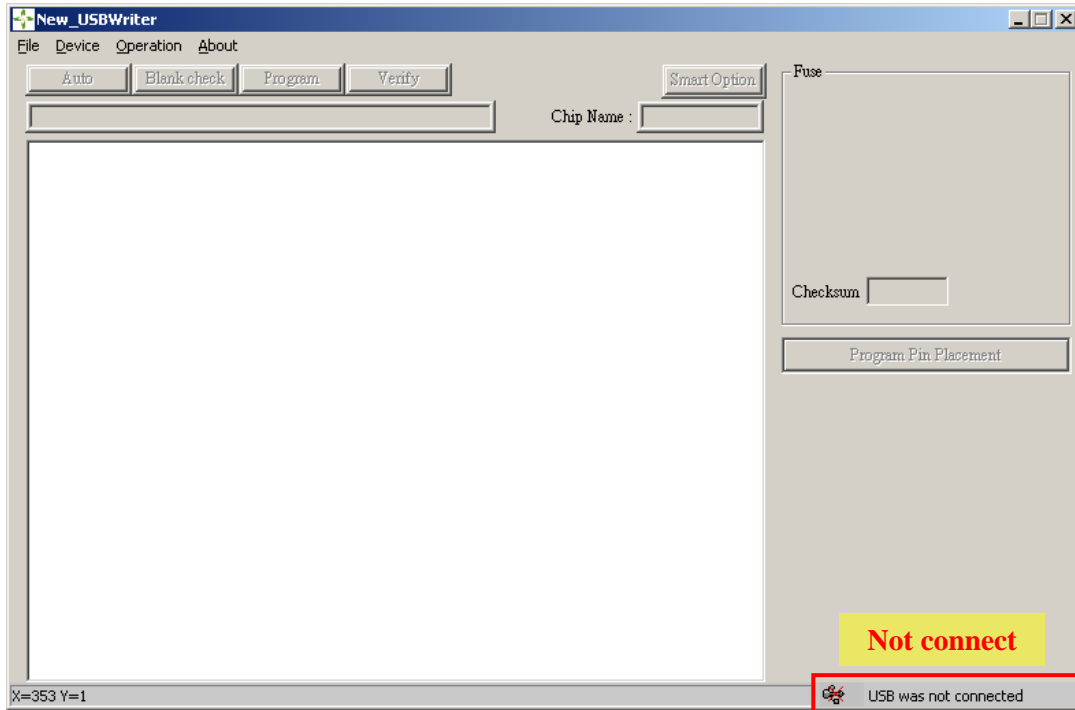 New_USBWriter
File Device Operation About
Auto Blank check Program Verify Smart Option
Chip Name :
Fuse
Checksum
Program Pin Placement
Not connect
X=353 Y=1 USB was not connected